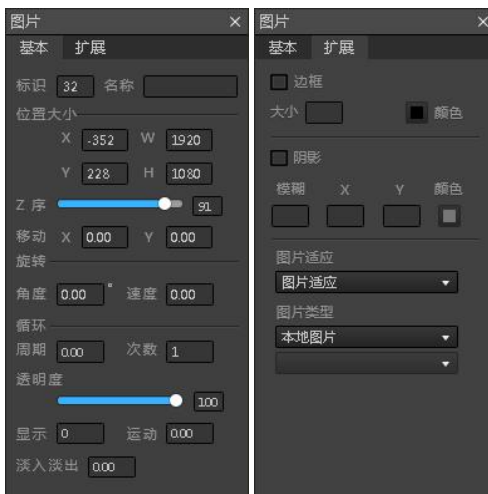 图片 ×
基本 扩展
标识 32 名称
位置大小
X -352 W 1920
Y 228 H 1080
Z 序 91
移动 X 0.00 Y 0.00
旋转
角度 0.00 ° 速度 0.00
循环
周期 0.00 次数 1
透明度
100
显示 0 运动 0.00
淡入淡出 0.00
图片 ×
基本 扩展
边框
大小 颜色
阴影
模糊 X Y 颜色
图片适应
图片适应
图片类型
本地图片